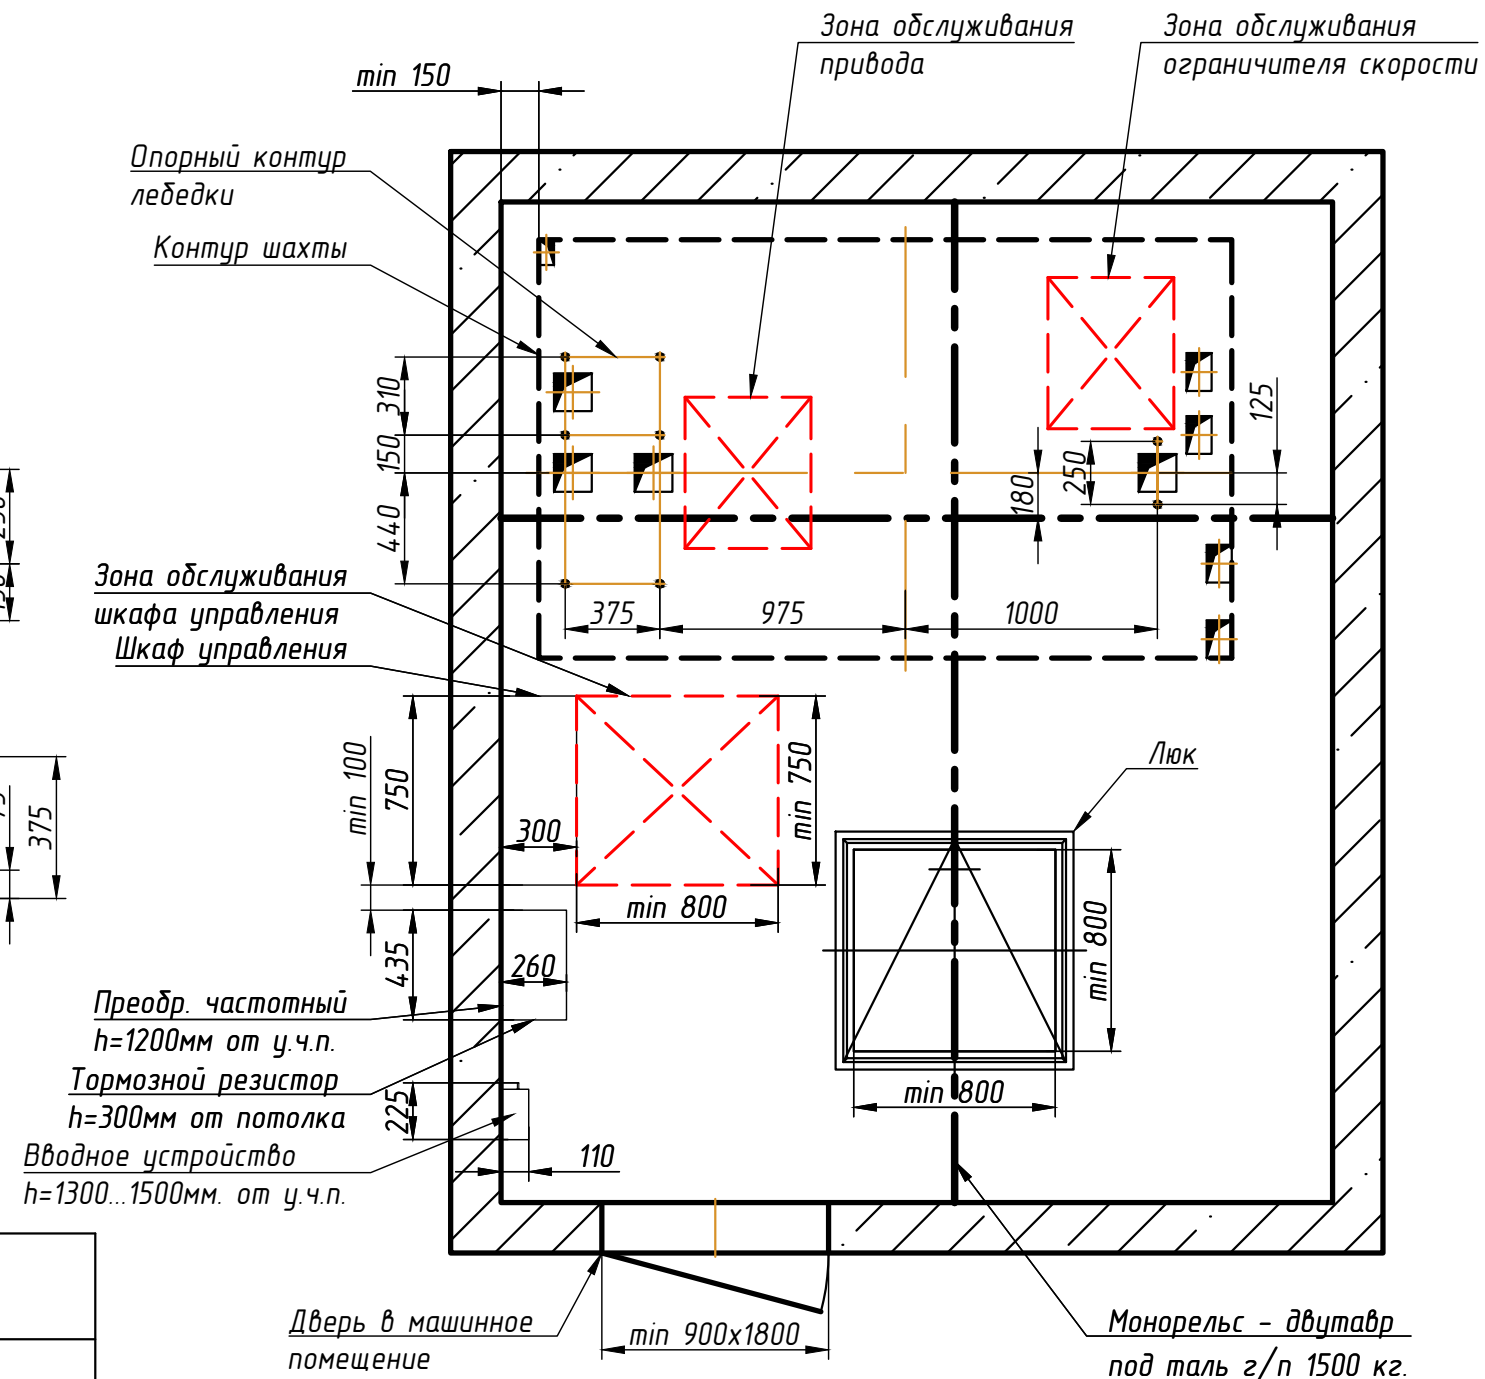 Зона обслуживания
привода
Зона обслуживания
ограничителя скорости
min 150
Опорный контур
лебедки
Контур шахты
310
150
440
125
250
180
375
975
1000
Зона обслуживания
шкафа управления
Шкаф управления
min 100
750
300
min 750
min 800
Люк
375
435
260
min 800
min 800
Преобр. частотный
h=1200мм от у.ч.п.
Тормозной резистор
h=300мм от потолка
225
Вводное устройство
h=1300...1500мм. от у.ч.п.
110
Дверь в машинное
помещение
min 900х1800
Монорельс - двутавр
под таль г/п 1500 кг.